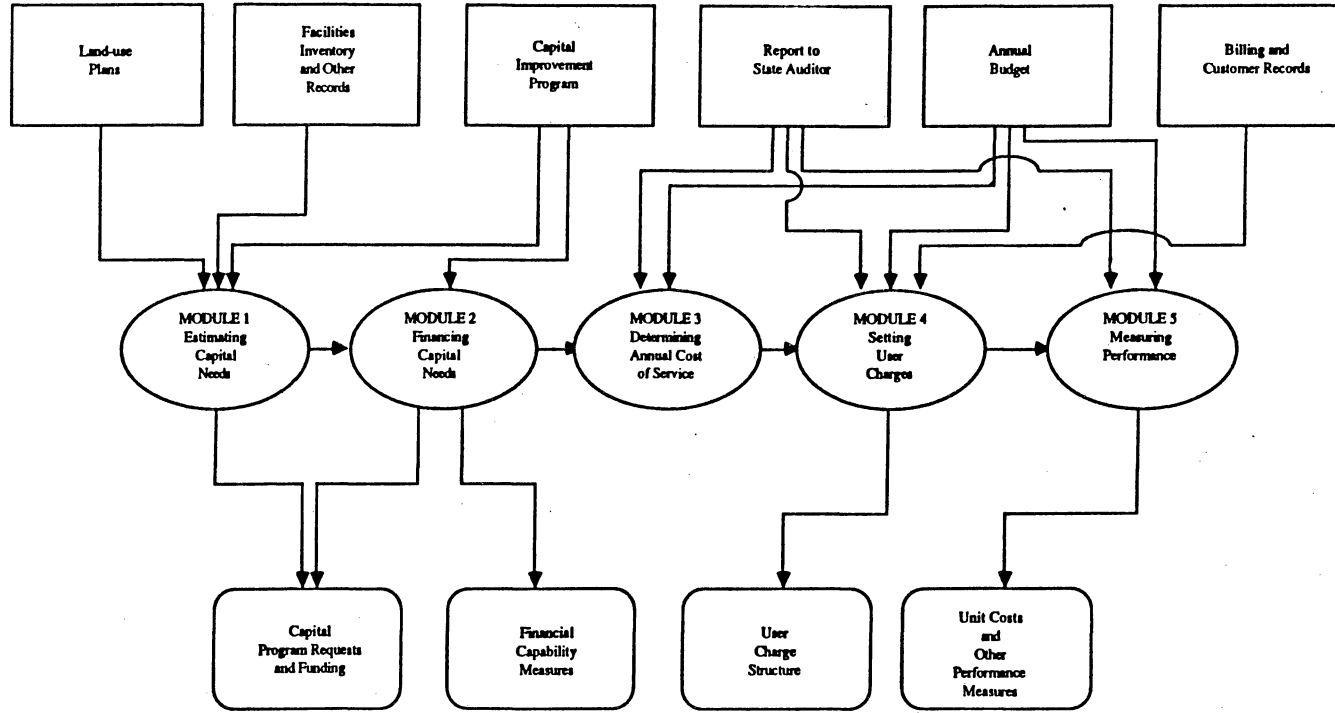 Land-use
Plans
Facilities
Inventory
and Other
Records
Capital
Improvement
Program
Report to
State Auditor
Annual
Budget
Billing and
Customer Records
MODULE 1
Estimating
Capital
Needs
MODULE 2
Financing
Capital
Needs
MODULE 3
Determining
Annual Cost
of Service
MODULE 4
Setting
User
Charges
MODULE 5
Measuring
Performance
Capital
Program Requests
and Funding
Financial
Capability
Measures
User
Charge
Structure
Unit Costs
and
Other
Performance
Measures